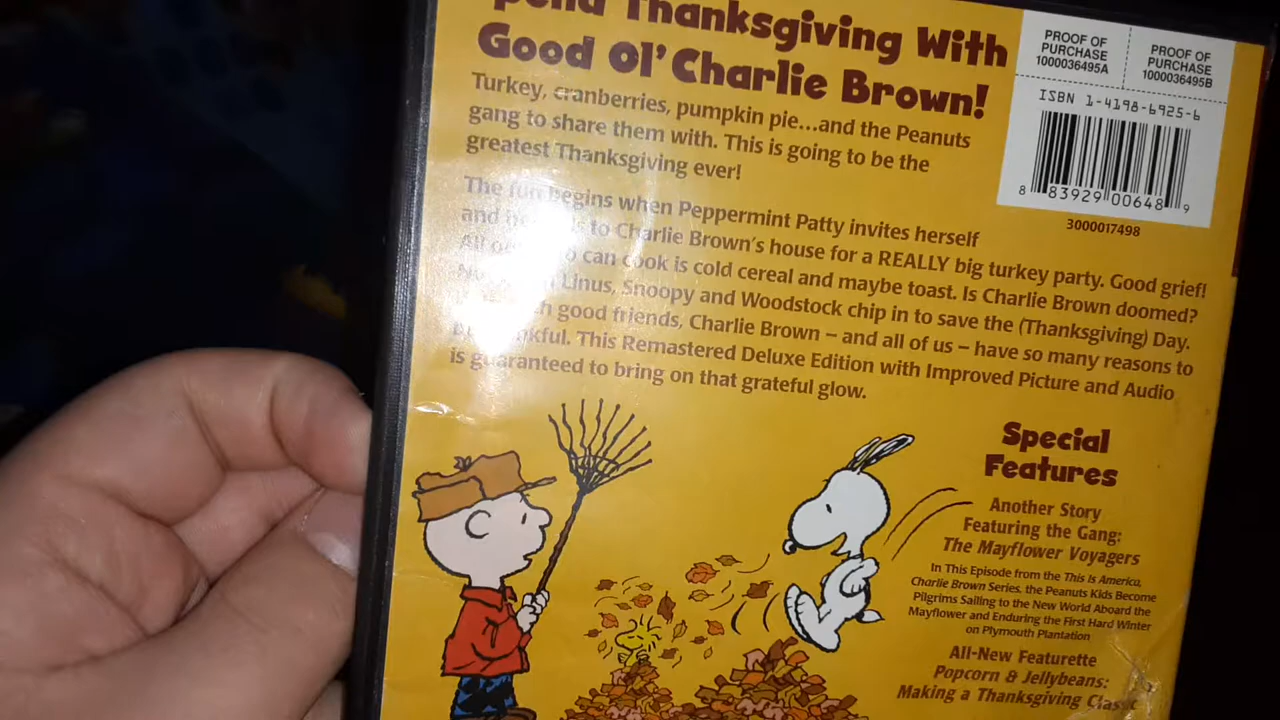 Thanksgiving With
Good Ol' Charlie Brown!
Turkey, cranberries, pumpkin pie...and the Peanuts
gang to share them with. This is going to be the
greatest Thanksgiving ever!
The fun begins when Peppermint Patty invites herself
and to Charlie Brown's house for a REALLY big turkey party. Good grief!
All can cook is cold cereal and maybe toast. Is Charlie Brown doomed?
Linus, Snoopy and Woodstock chip in to save the (Thanksgiving) Day.
good friends, Charlie Brown – and all of us – have so many reasons to
This Remastered Deluxe Edition with Improved Picture and Audio
is guaranteed to bring on that grateful glow.
PROOF OF
PURCHASE
1000036495A
PROOF OF
PURCHASE
1000036495B
ISBN 1-4198-6925-6
8 83929 00648 9
3000017498
Special
Features
Another Story
Featuring the Gang:
The Mayflower Voyagers
In This Episode from the This Is America,
Charlie Brown Series, the Peanuts Kids Become
Pilgrims Sailing to the New World Aboard the
Mayflower and Enduring the First Hard Winter
on Plymouth Plantation
All-New Featurette
Popcorn & Jellybeans:
Making a Thanksgiving Classic